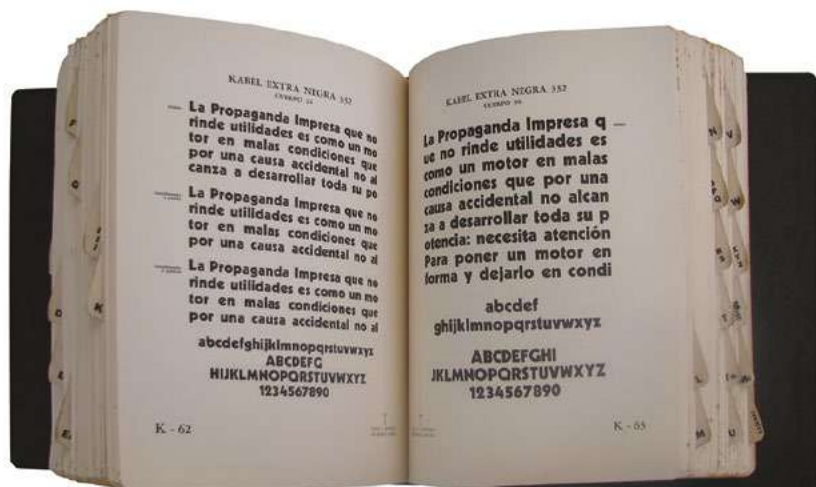 KABEL EXTRA NEGRA 352
La Propaganda Impresa que no
rinde utilidades es como un mo
tor en malas condiciones que
por una causa accidental no al
canza a desarrollar toda su po
La Propaganda Impresa que no
rinde utilidades es como un mo
tor en malas condiciones que
por una causa accidental no al
La Propaganda Impresa que no
rinde utilidades es como un mo
tor en malas condiciones que
por una causa accidental no al
abcdefghijklmnopqrstuvwxyz
ABCDEFG
HIJKLMNOPQRSTUVWXYZ
1234567890
K - 62
KABEL EXTRA NEGRA 352
La Propaganda Impresa q
ue no rinde utilidades es
como un motor en malas
condiciones que por una
causa accidental no alcan
za a desarrollar toda su p
otencia: necesita atención
Para poner un motor en
forma y dejarlo en condi
abcdef
ghijklmnopqrstuvwxyz
ABCDEFGHI
JKLMNOPQRSTUVWXYZ
1234567890
N
V
W
L
M
U
K